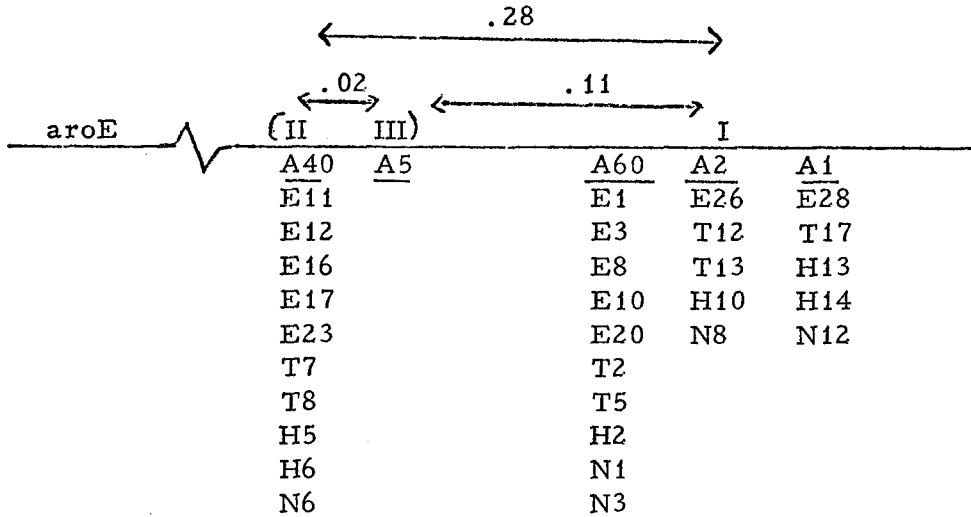 .28
.02 .11
aroE (II III) I
A40 A5 A60 A2 A1
E11 E1 E26 E28
E12 E3 T12 T17
E16 E8 T13 H13
E17 E10 H10 H14
E23 E20 N8 N12
T7 T2
T8 T5
H5 H2
H6 N1
N6 N3